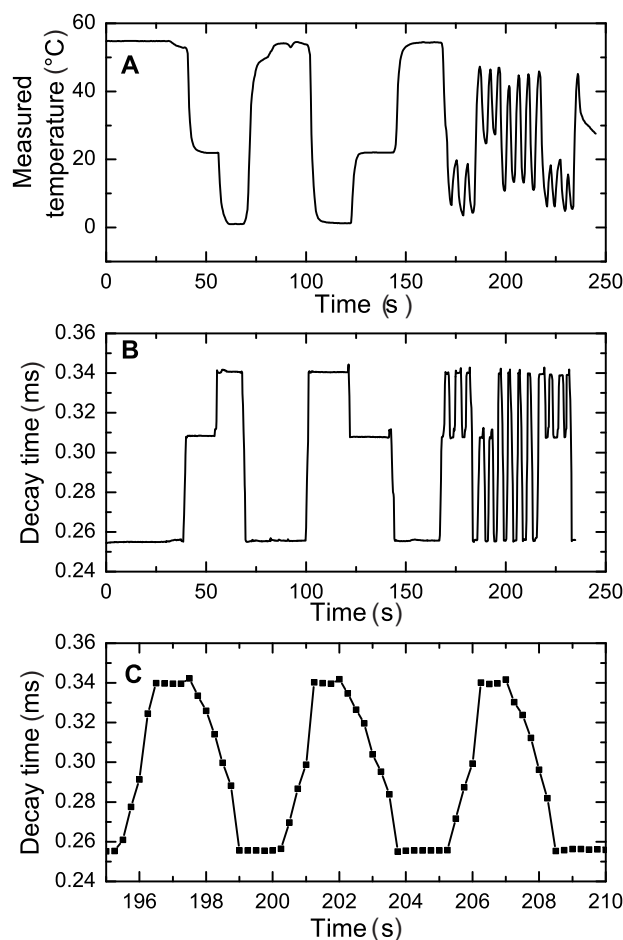 A
Measured
temperature (°C)
60
40
20
0
0 50 100 150 200 250
Time (s)
B
Decay time (ms)
0.36
0.34
0.32
0.30
0.28
0.26
0.24
0 50 100 150 200 250
Time (s)
C
Decay time (ms)
0.36
0.34
0.32
0.30
0.28
0.26
0.24
196 198 200 202 204 206 208 210
Time (s)